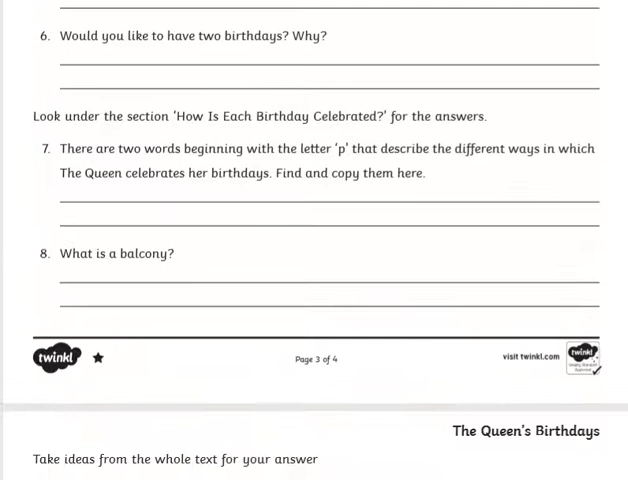 6. Would you like to have two birthdays? Why?
Look under the section 'How Is Each Birthday Celebrated?' for the answers.
7. There are two words beginning with the letter 'p' that describe the different ways in which
The Queen celebrates her birthdays. Find and copy them here.
8. What is a balcony?
twinkl
Page 3 of 4
visit twinkl.com
twinkl
The Queen's Birthdays
Take ideas from the whole text for your answer